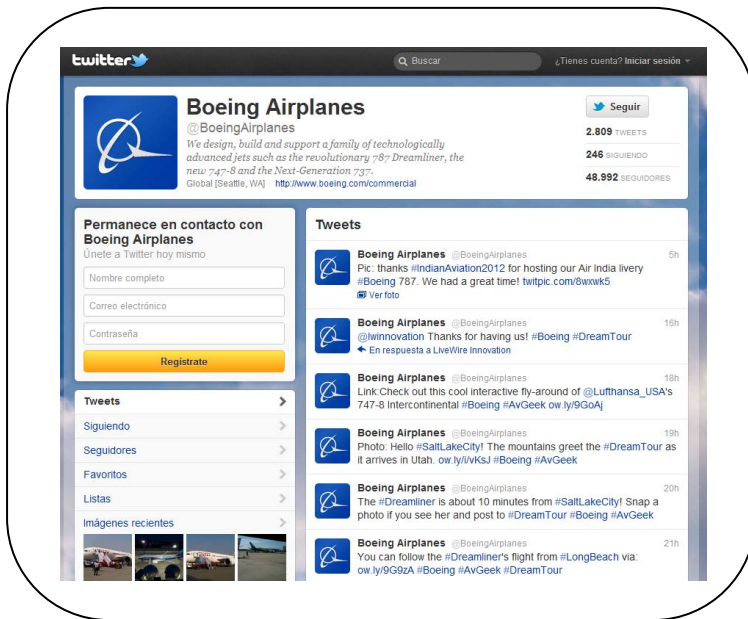 twitter
Buscar
¿Tienes cuenta? Iniciar sesión
Boeing Airplanes
@BoeingAirplanes
We design, build and support a family of technologically
advanced jets such as the revolutionary 787 Dreamliner, the
new 747-8 and the Next-Generation 737.
Global [Seattle, WA] http://www.boeing.com/commercial
Seguir
2.809 TWEETS
246 SIGUIENDO
48.992 SEGUIDORES
Permanece en contacto con
Boeing Airplanes
Únete a Twitter hoy mismo
Nombre completo
Correo electrónico
Contraseña
Regístrate
Tweets
Siguiendo
Seguidores
Favoritos
Listas
Imágenes recientes
Tweets
Boeing Airplanes @BoeingAirplanes 5h
Pic: thanks #IndianAviation2012 for hosting our Air India livery
#Boeing 787. We had a great time! twitpic.com/8wxwk5
Ver foto
Boeing Airplanes @BoeingAirplanes 16h
@lwinnovation Thanks for having us! #Boeing #DreamTour
En respuesta a LiveWire Innovation
Boeing Airplanes @BoeingAirplanes 18h
Link:Check out this cool interactive fly-around of @Lufthansa_USA's
747-8 Intercontinental #Boeing #AvGeek ow.ly/9GoAj
Boeing Airplanes @BoeingAirplanes 19h
Photo: Hello #SaltLakeCity! The mountains greet the #DreamTour as
it arrives in Utah. ow.ly/i/vKsJ #Boeing #AvGeek
Boeing Airplanes @BoeingAirplanes 20h
The #Dreamliner is about 10 minutes from #SaltLakeCity! Snap a
photo if you see her and post to #DreamTour #Boeing #AvGeek
Boeing Airplanes @BoeingAirplanes 21h
You can follow the #Dreamliner's flight from #LongBeach via:
ow.ly/9G9zA #Boeing #AvGeek #DreamTour